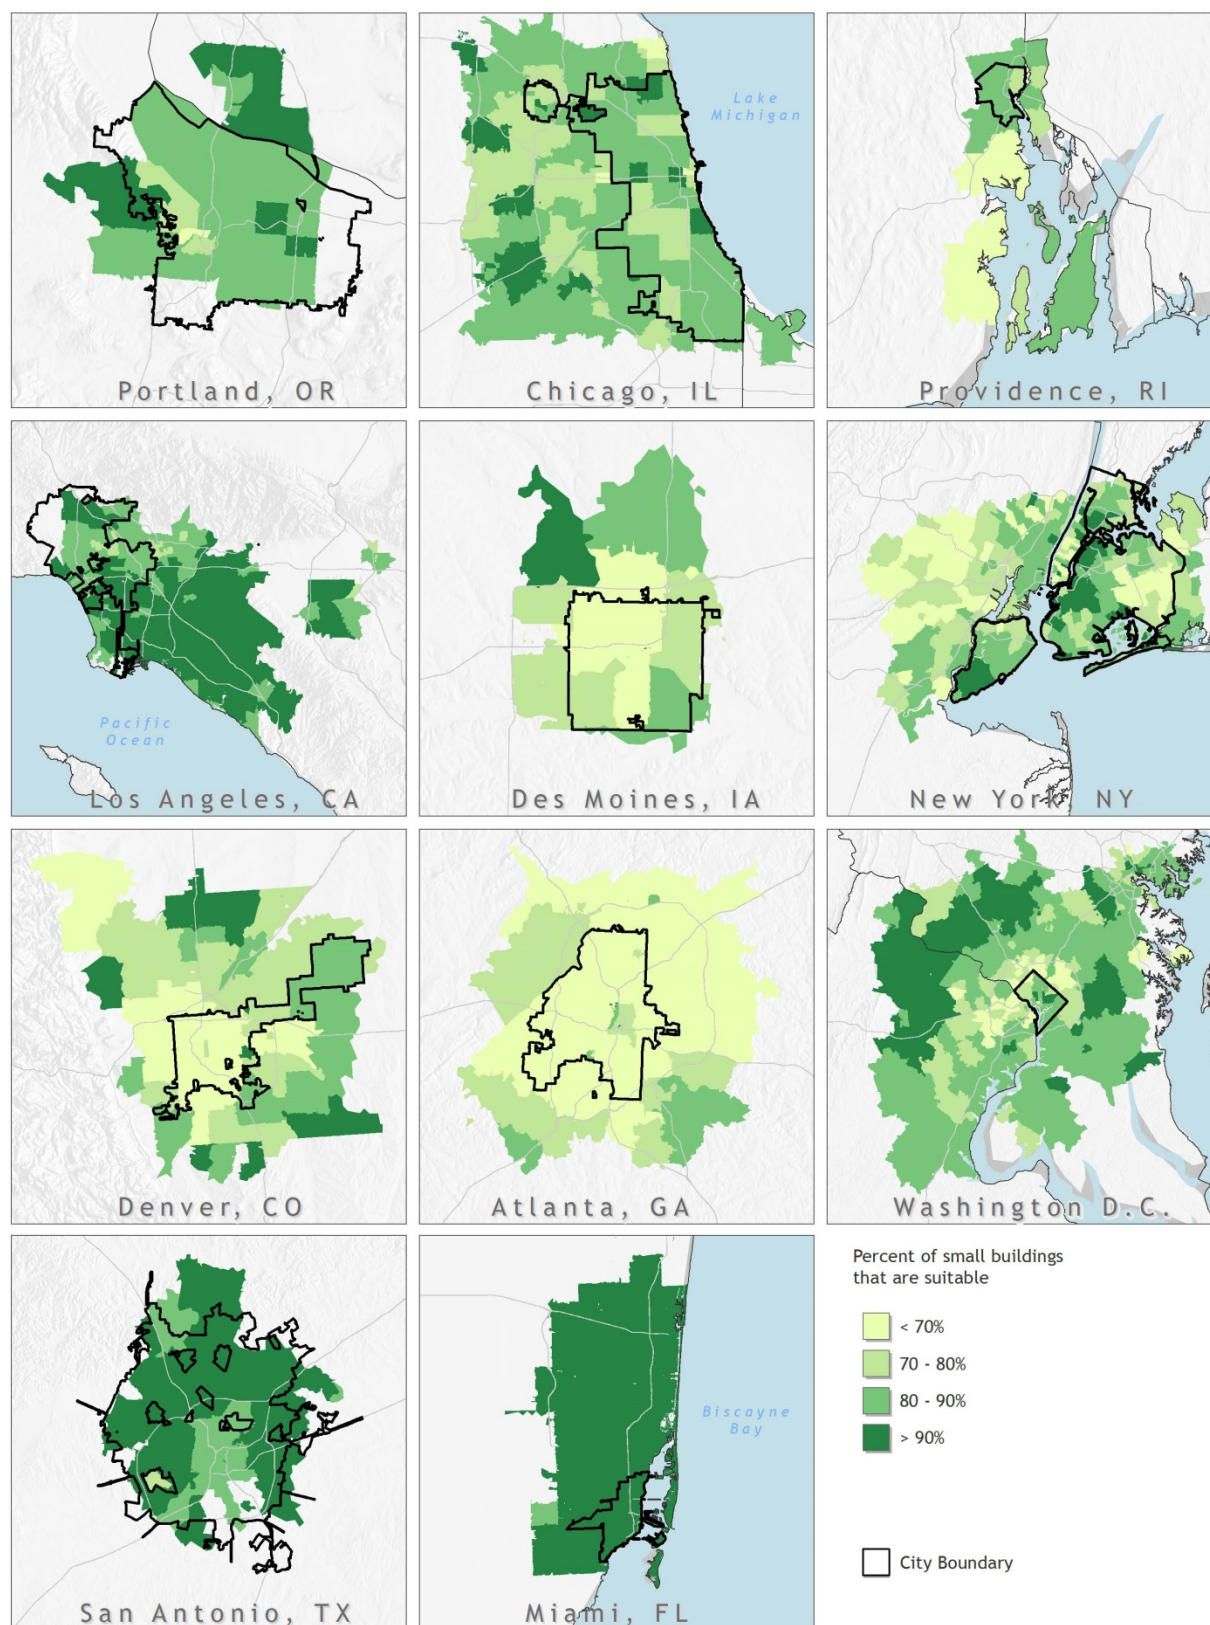 Lake
Michigan
Portland, OR
Chicago, IL
Providence, RI
Pacific
Ocean
Los Angeles, CA
Des Moines, IA
New York, NY
Denver, CO
Atlanta, GA
Washington D.C.
Percent of small buildings
that are suitable
< 70%
70 - 80%
80 - 90%
> 90%
Biscayne
Bay
City Boundary
San Antonio, TX
Miami, FL